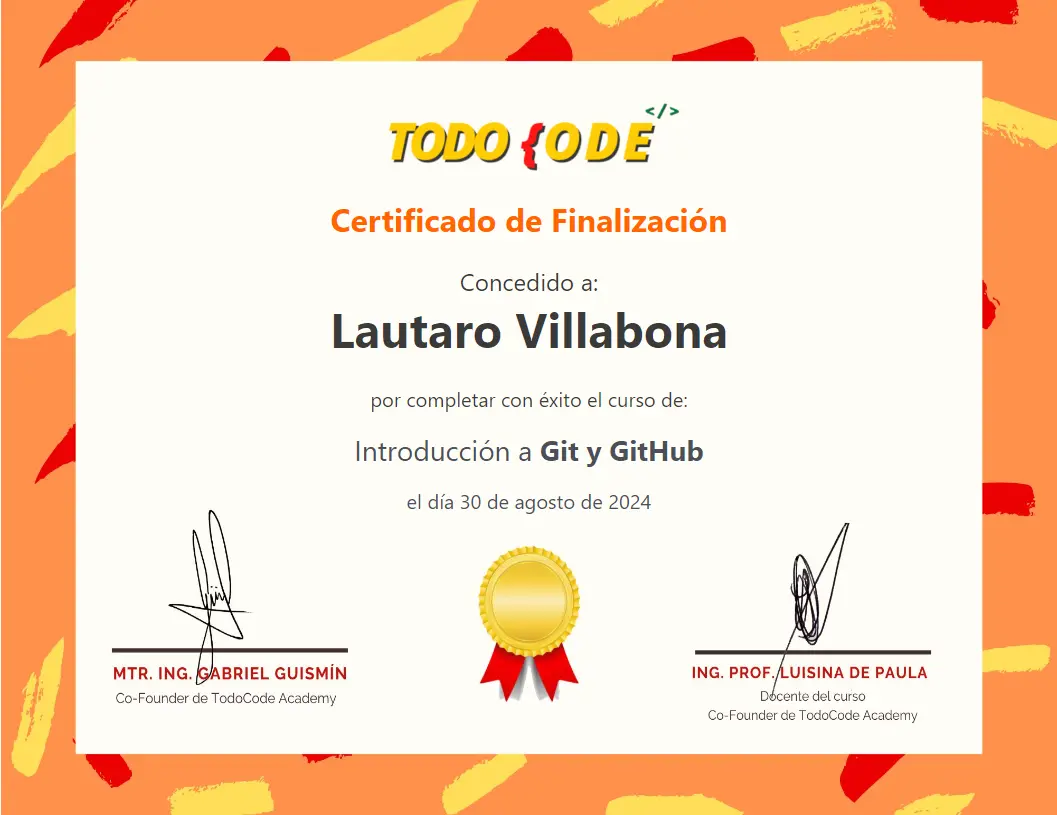 </>
TODO {ODE
Certificado de Finalización
Concedido a:
Lautaro Villabona
por completar con éxito el curso de:
Introducción a Git y GitHub
el día 30 de agosto de 2024
MTR. ING. GABRIEL GUISMÍN
Co-Founder de TodoCode Academy
ING. PROF. LUISINA DE PAULA
Docente del curso
Co-Founder de TodoCode Academy